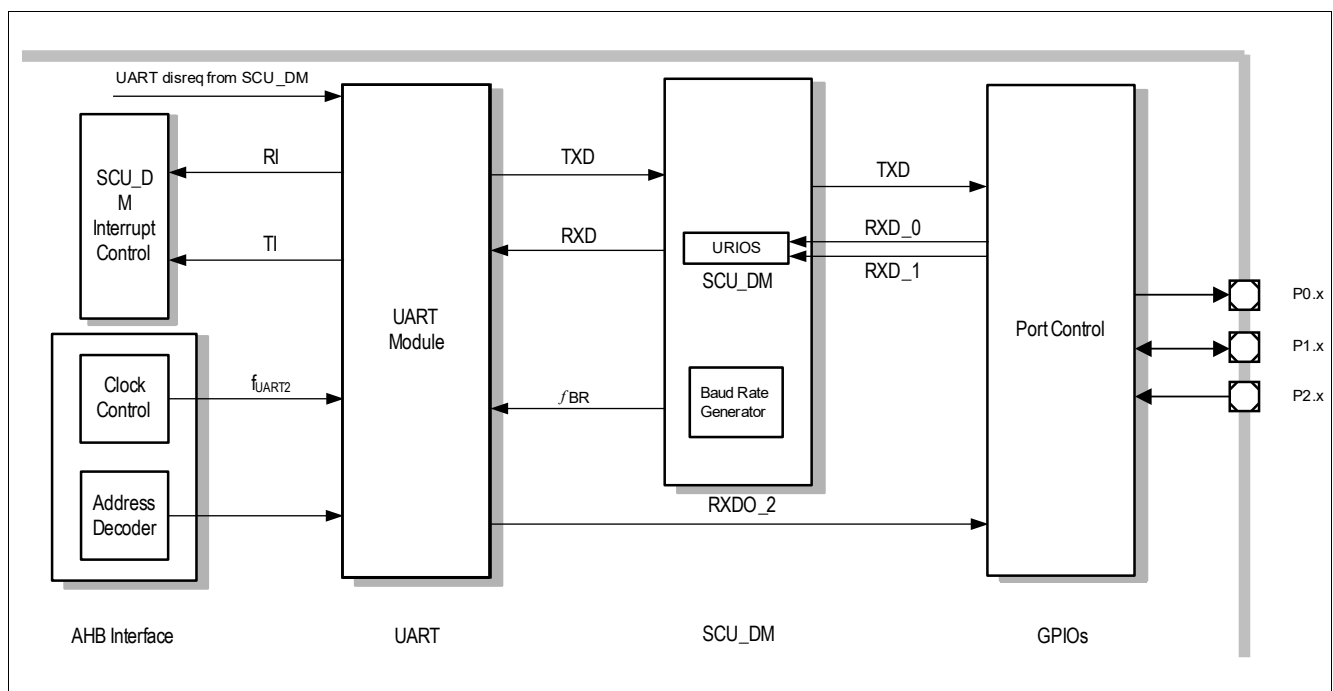 UART disreq from SCU_DM
SCU_D
M
Interrupt
Control
RI
TI
UART
Module
TXD
RXD
URIOS
SCU_DM
TXD
RXD_0
RXD_1
Port Control
P0.x
P1.x
P2.x
Clock
Control
fUART2
fBR
Baud Rate
Generator
Address
Decoder
RXDO_2
AHB Interface
UART
SCU_DM
GPIOs